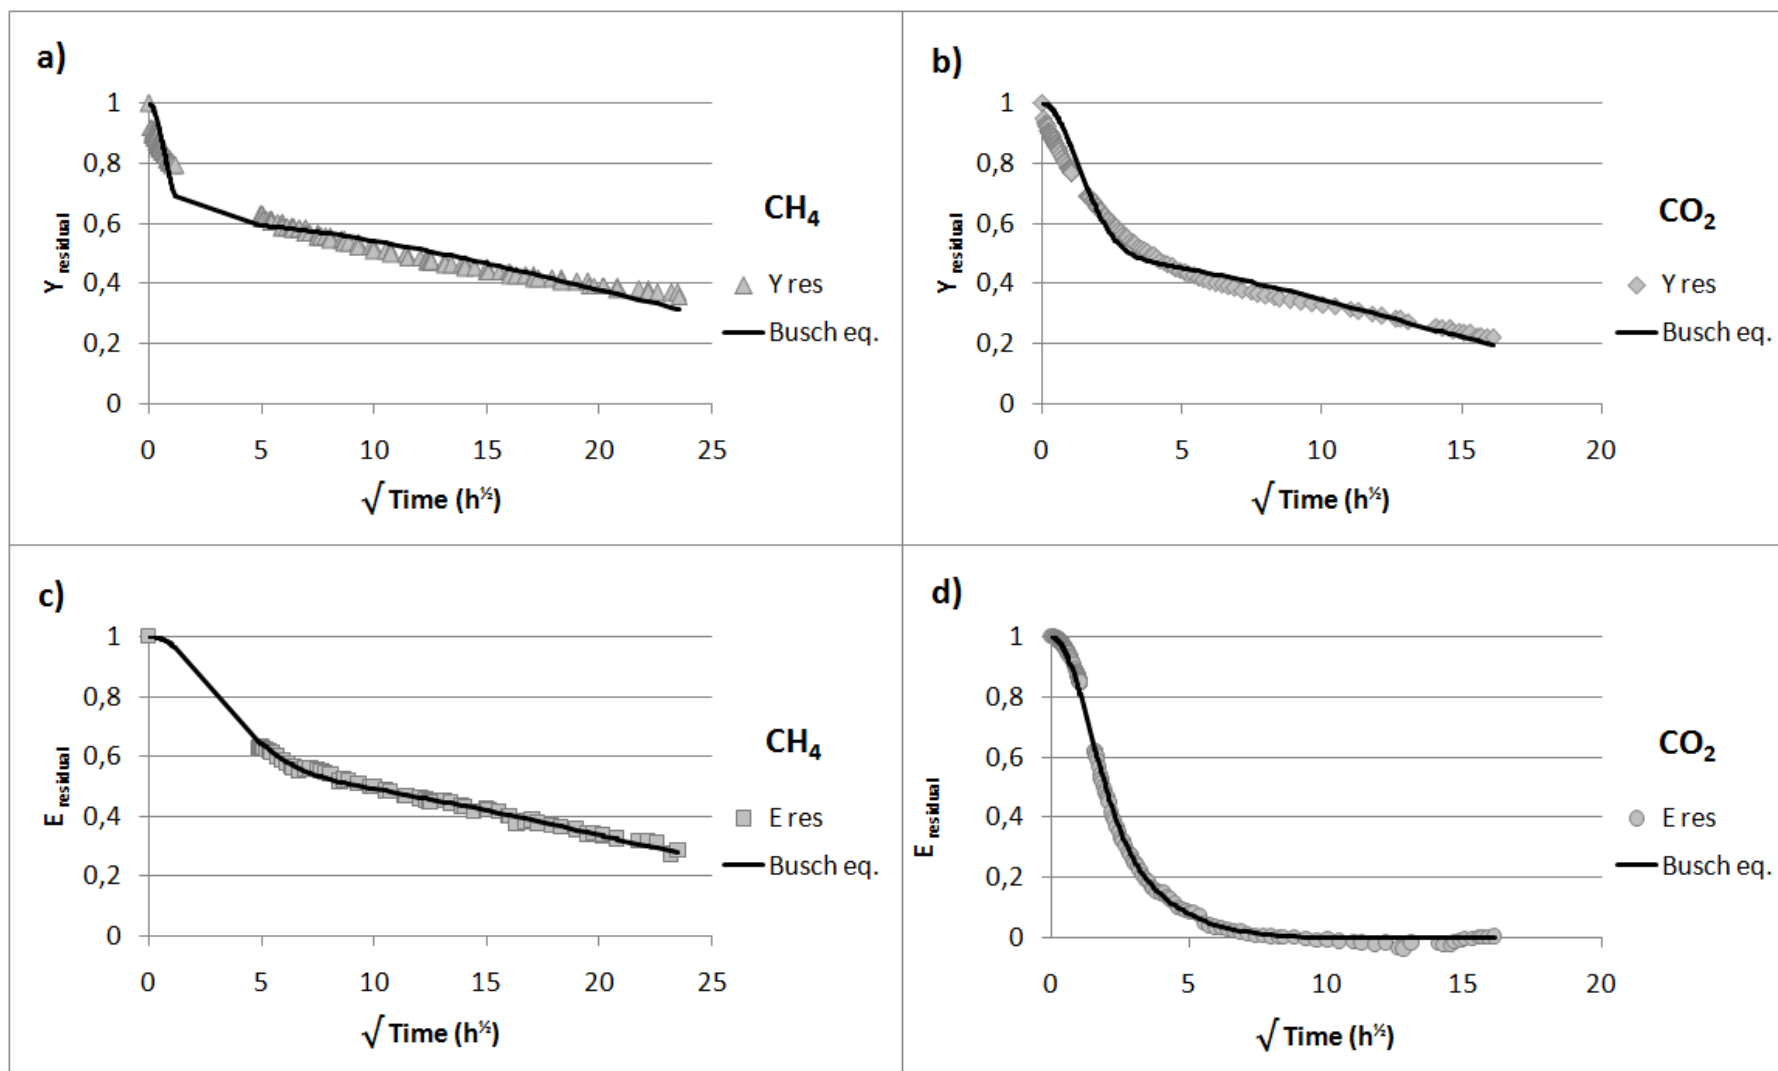 a)
1
0,8
0,6
0,4
0,2
0
Y residual
0 5 10 15 20 25
√ Time (h½)
CH4
Y res
Busch eq.
b)
1
0,8
0,6
0,4
0,2
0
Y residual
0 5 10 15 20
√ Time (h½)
CO2
Y res
Busch eq.
c)
1
0,8
0,6
0,4
0,2
0
E residual
0 5 10 15 20 25
√ Time (h½)
CH4
E res
Busch eq.
d)
1
0,8
0,6
0,4
0,2
0
E residual
0 5 10 15 20
√ Time (h½)
CO2
E res
Busch eq.